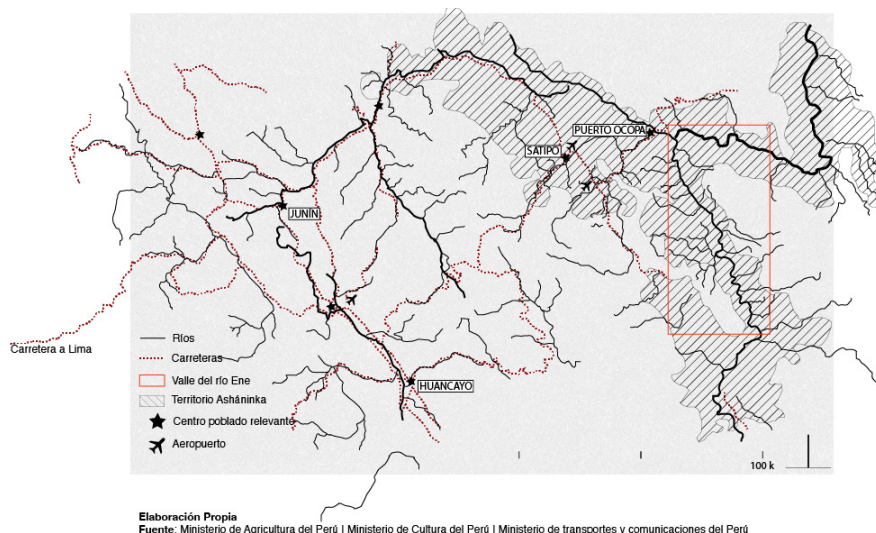 PUERTO OCOPA
SATIPO
JUNÍN
Carretera a Lima
HUANCAYO
Ríos
Carreteras
Valle del río Ene
Territorio Asháninka
Centro poblado relevante
Aeropuerto
100 k
Elaboración Propia
Fuente: Ministerio de Agricultura del Perú | Ministerio de Cultura del Perú | Ministerio de transportes y comunicaciones del Perú